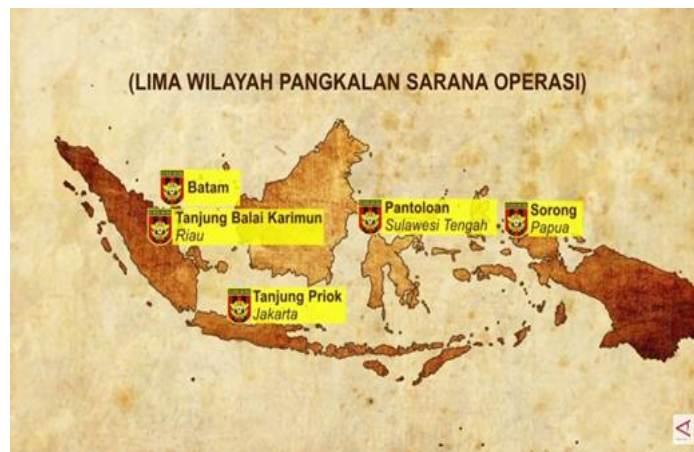 (LIMA WILAYAH PANGKALAN SARANA OPERASI)
Batam
Tanjung Balai Karimun
Riau
Pantoloan
Sulawesi Tengah
Sorong
Papua
Tanjung Priok
Jakarta